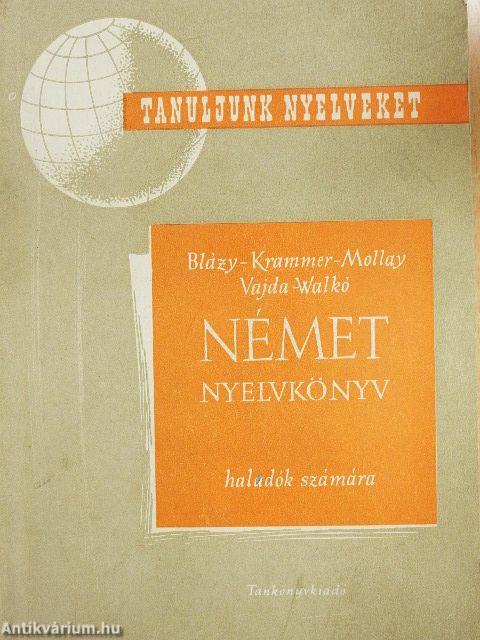 TANULJUNK NYELVEKET
Blázy-Krammer-Mollay
Vajda-Walkó
NÉMET
NYELVKÖNYV
haladók számára
Tankönyvkiadó
Antikvárium.hu